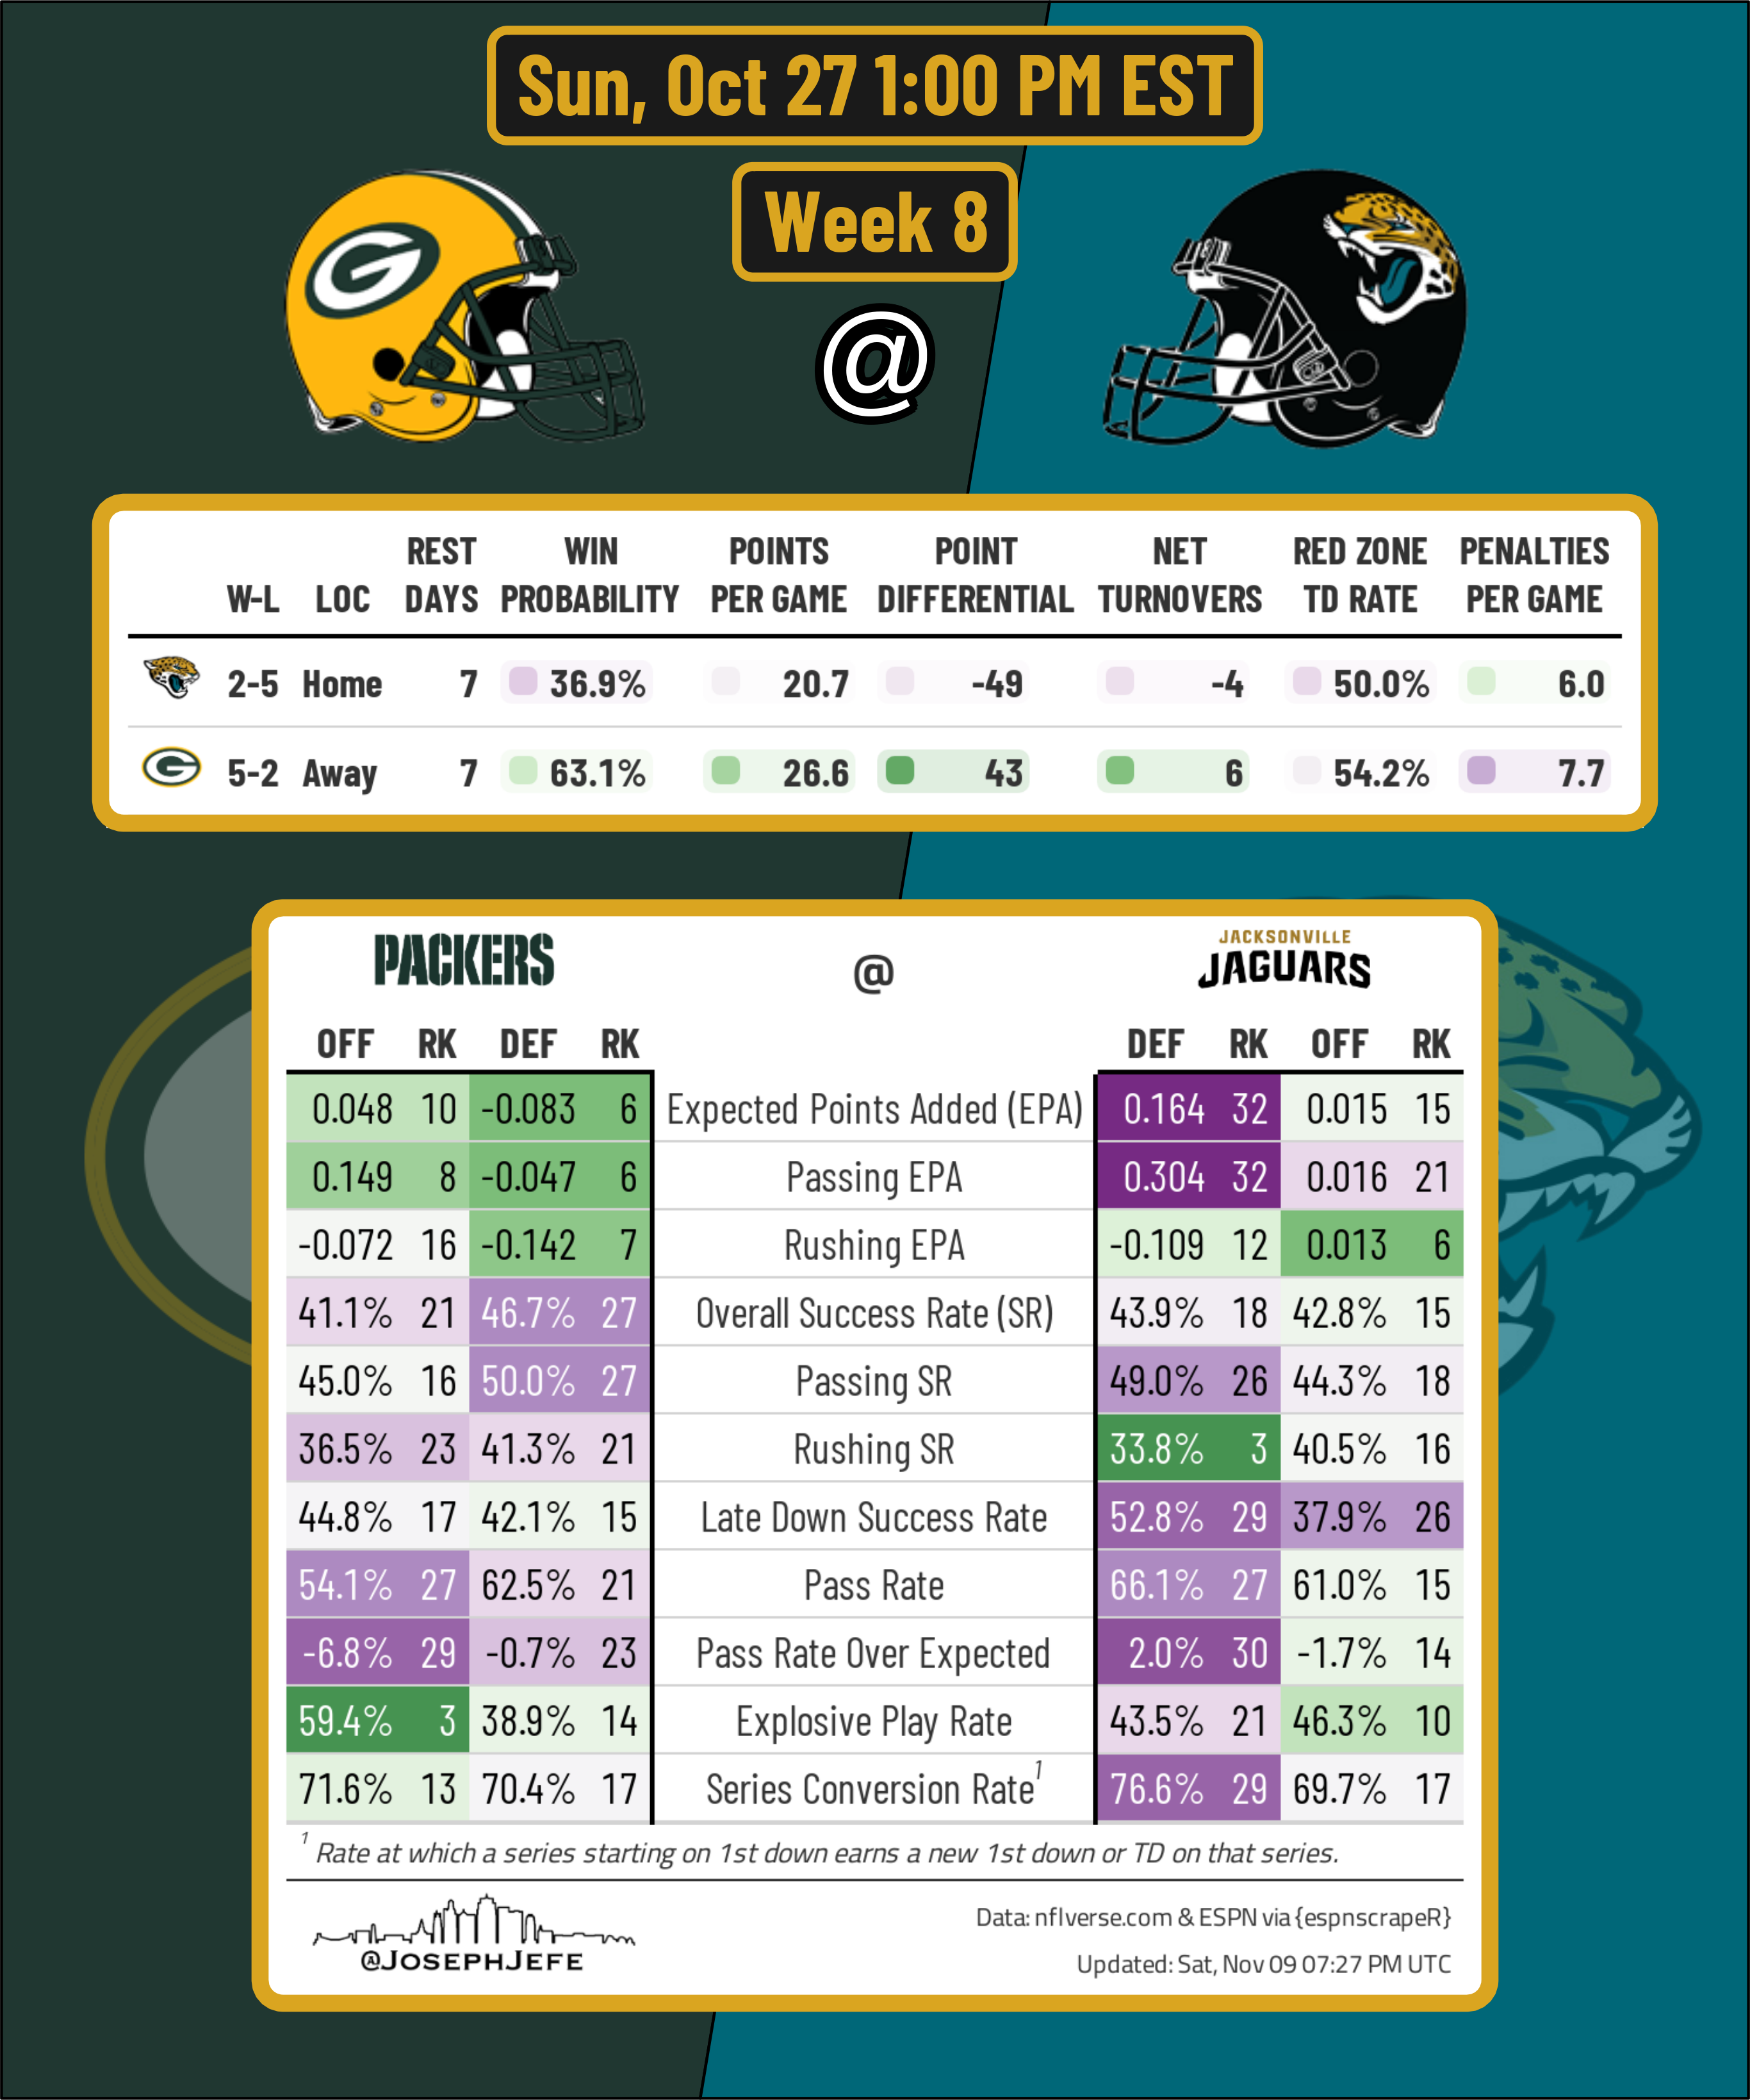 Sun, Oct 27 1:00 PM EST
Week 8
G
@
W-L LOC REST DAYS WIN PROBABILITY POINTS PER GAME POINT DIFFERENTIAL NET TURNOVERS RED ZONE TD RATE PENALTIES PER GAME
2-5 Home 7 36.9% 20.7 -49 -4 50.0% 6.0
G 5-2 Away 7 63.1% 26.6 43 6 54.2% 7.7
PACKERS @ JACKSONVILLE JAGUARS
OFF RK DEF RK DEF RK OFF RK
0.048 10 -0.083 6 Expected Points Added (EPA) 0.164 32 0.015 15
0.149 8 -0.047 6 Passing EPA 0.304 32 0.016 21
-0.072 16 -0.142 7 Rushing EPA -0.109 12 0.013 6
41.1% 21 46.7% 27 Overall Success Rate (SR) 43.9% 18 42.8% 15
45.0% 16 50.0% 27 Passing SR 49.0% 26 44.3% 18
36.5% 23 41.3% 21 Rushing SR 33.8% 3 40.5% 16
44.8% 17 42.1% 15 Late Down Success Rate 52.8% 29 37.9% 26
54.1% 27 62.5% 21 Pass Rate 66.1% 27 61.0% 15
-6.8% 29 -0.7% 23 Pass Rate Over Expected 2.0% 30 -1.7% 14
59.4% 3 38.9% 14 Explosive Play Rate 43.5% 21 46.3% 10
71.6% 13 70.4% 17 Series Conversion Rate¹ 76.6% 29 69.7% 17
¹ Rate at which a series starting on 1st down earns a new 1st down or TD on that series.
@JOSEPHJEFE
Data: nflverse.com & ESPN via {espnscrapeR}
Updated: Sat, Nov 09 07:27 PM UTC